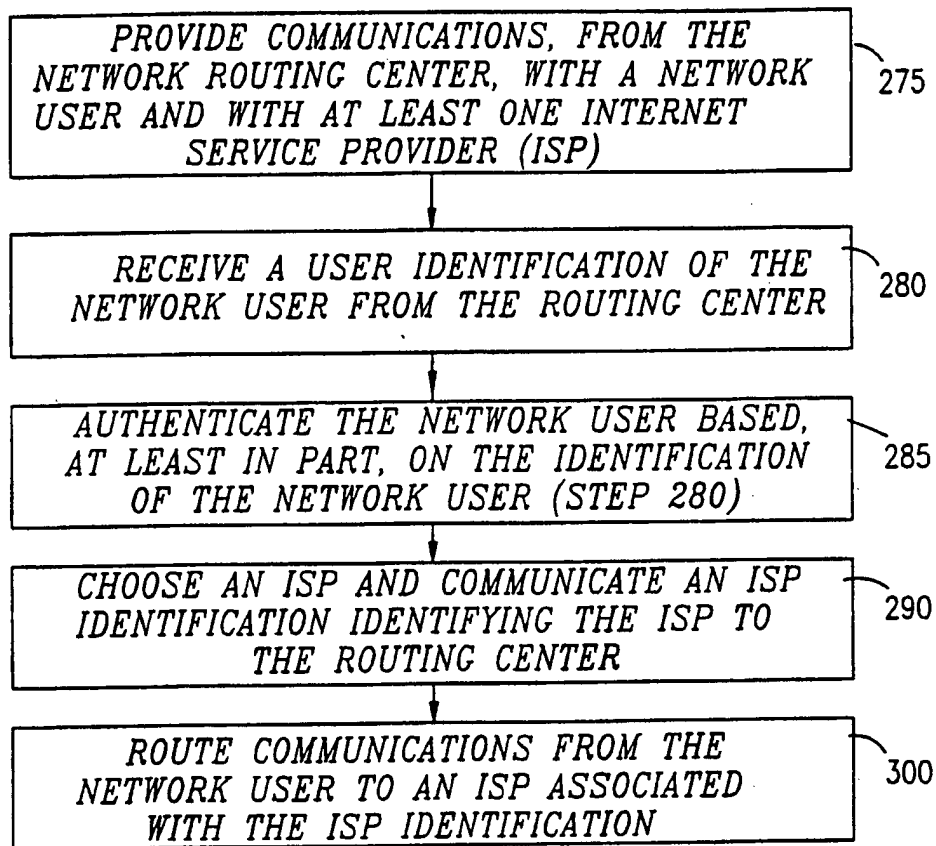 PROVIDE COMMUNICATIONS, FROM THE
NETWORK ROUTING CENTER, WITH A NETWORK
USER AND WITH AT LEAST ONE INTERNET
SERVICE PROVIDER (ISP)
275
RECEIVE A USER IDENTIFICATION OF THE
NETWORK USER FROM THE ROUTING CENTER
280
AUTHENTICATE THE NETWORK USER BASED,
AT LEAST IN PART, ON THE IDENTIFICATION
OF THE NETWORK USER (STEP 280)
285
CHOOSE AN ISP AND COMMUNICATE AN ISP
IDENTIFICATION IDENTIFYING THE ISP TO
THE ROUTING CENTER
290
ROUTE COMMUNICATIONS FROM THE
NETWORK USER TO AN ISP ASSOCIATED
WITH THE ISP IDENTIFICATION
300